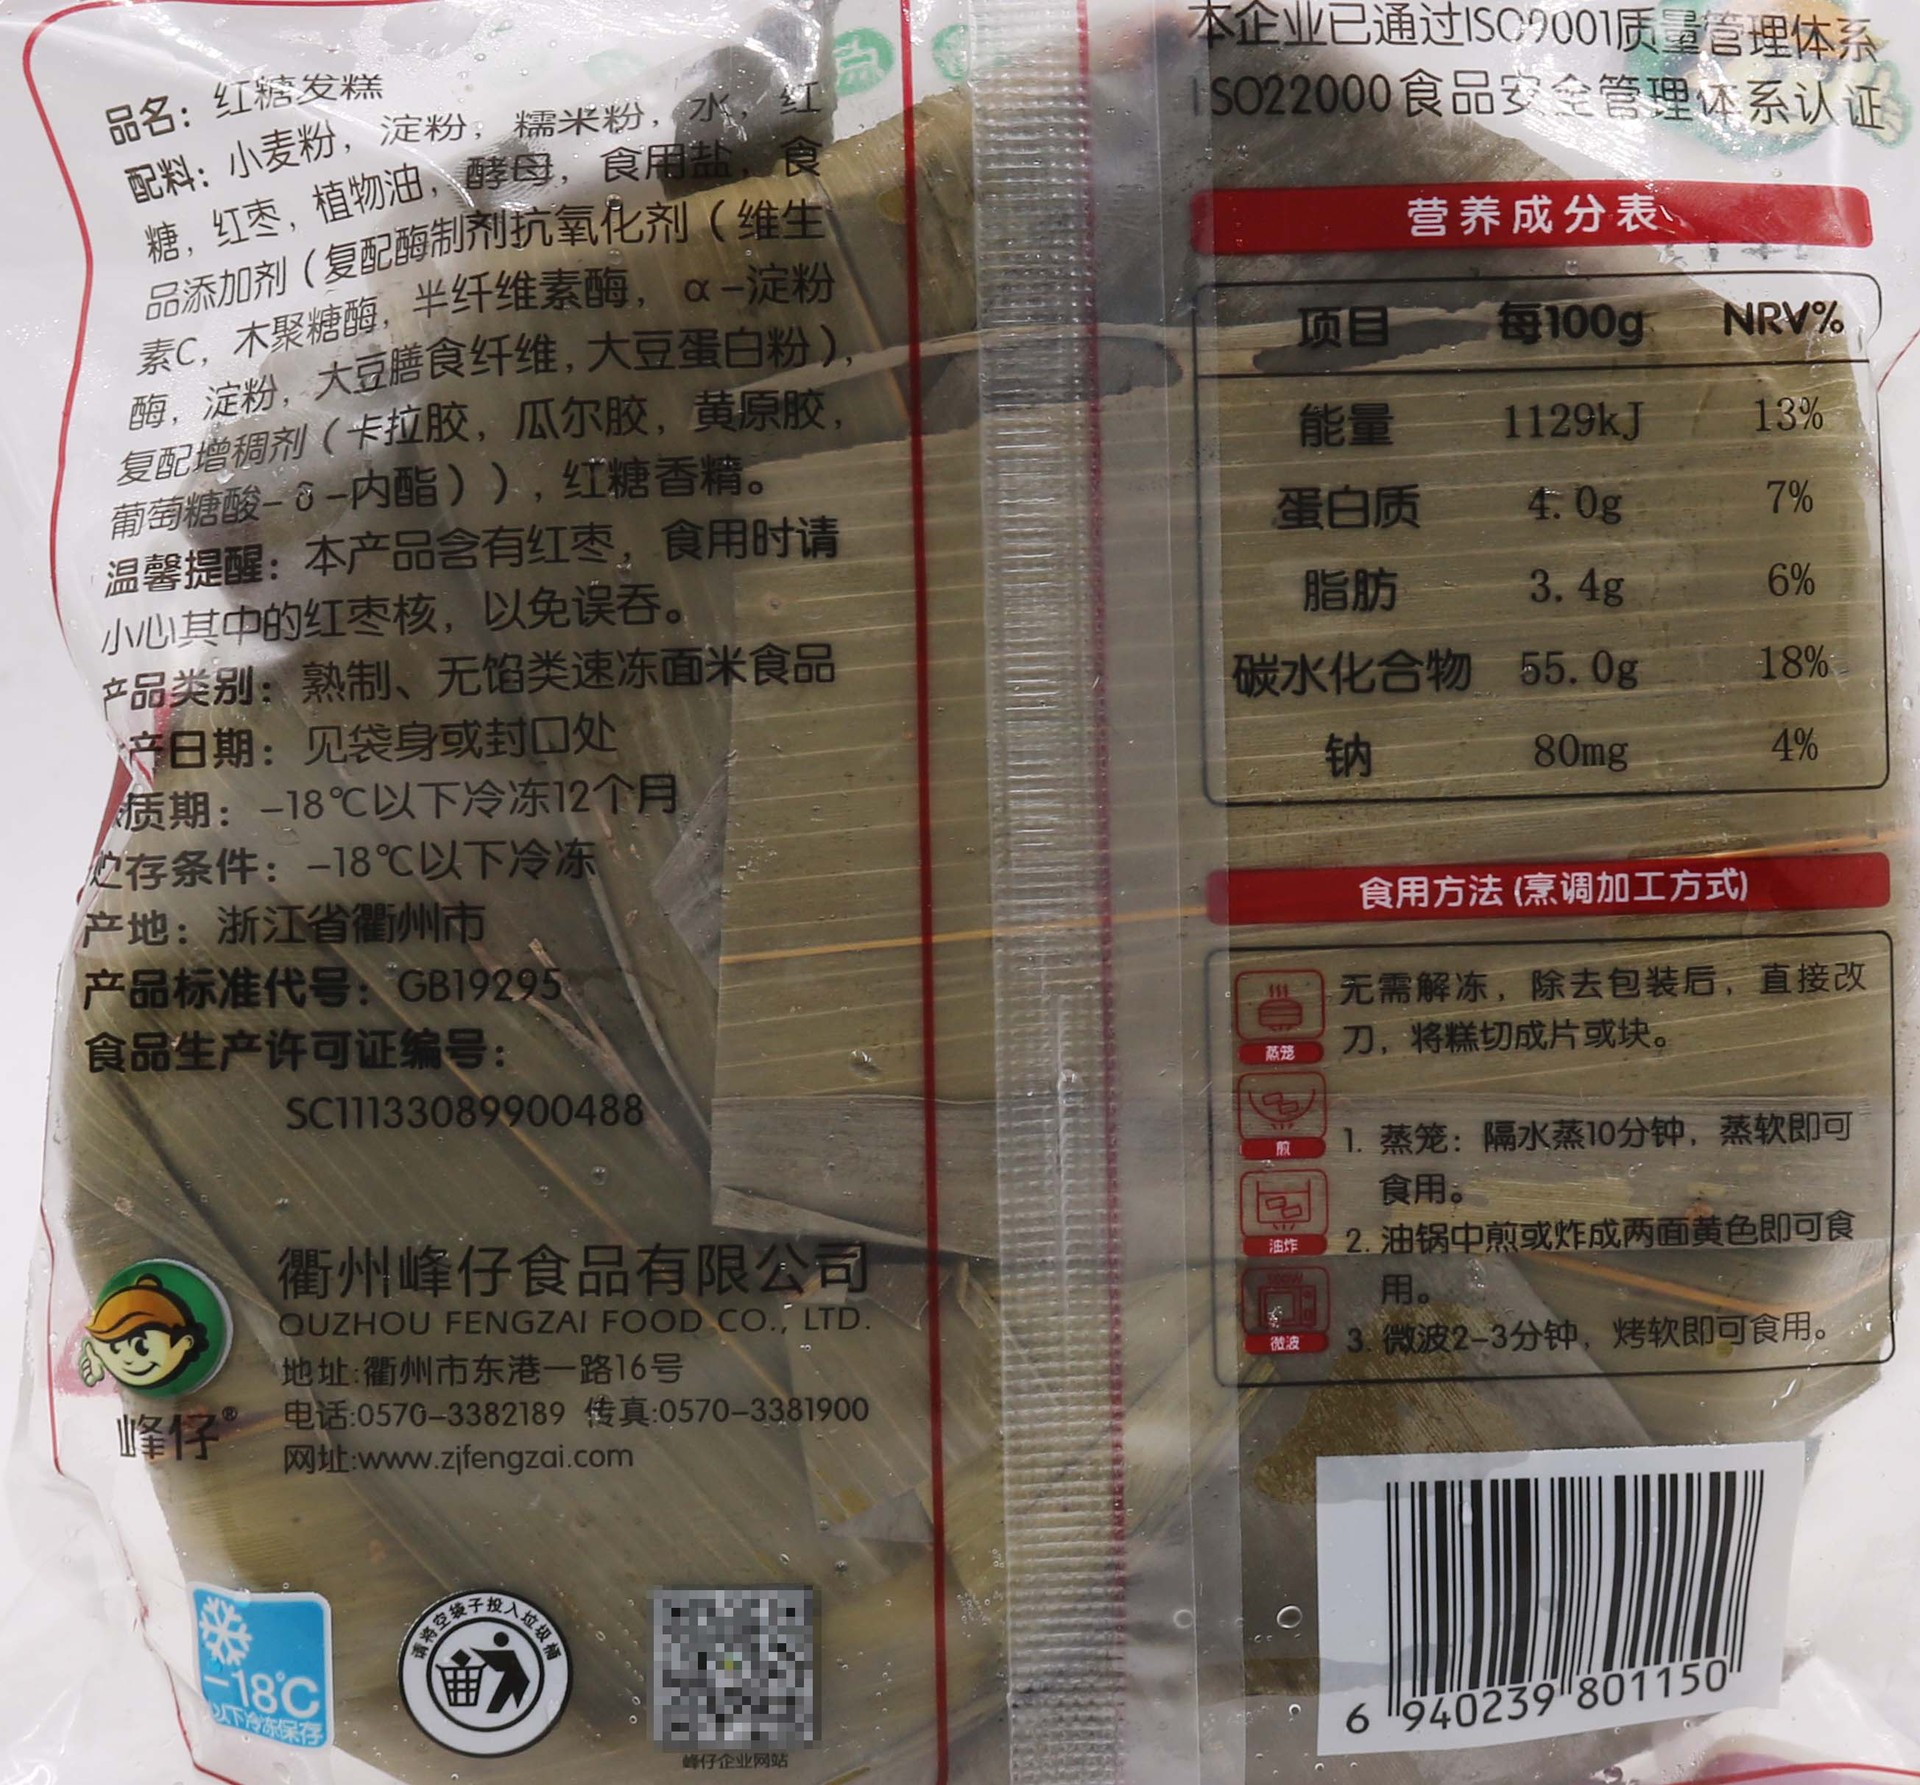 品名：红糖发糕
配料：小麦粉，淀粉，糯米粉，水，红
糖，红枣，植物油，酵母，食用盐，食
品添加剂（复配酶制剂抗氧化剂（维生
素C，木聚糖酶，半纤维素酶，α-淀粉
酶，淀粉，大豆膳食纤维，大豆蛋白粉），
复配增稠剂（卡拉胶，瓜尔胶，黄原胶，
葡萄糖酸-δ-内酯）），红糖香精。
温馨提醒：本产品含有红枣，食用时请
小心其中的红枣核，以免误吞。
产品类别：熟制、无馅类速冻面米食品
产日期：见袋身或封口处
质期：-18℃以下冷冻12个月
贮存条件：-18℃以下冷冻
产地：浙江省衢州市
产品标准代号：GB19295
食品生产许可证编号：
SC11133089900488
衢州峰仔食品有限公司
QUZHOU FENGZAI FOOD CO., LTD.
地址:衢州市东港一路16号
电话:0570-3382189 传真:0570-3381900
网址:www.zjfengzai.com
峰仔®
-18℃
以下冷冻保存
请将空袋子投入垃圾桶
峰仔企业网站
本企业已通过ISO9001质量管理体系
ISO22000食品安全管理体系认证
营养成分表
项目 每100g NRV%
能量 1129kJ 13%
蛋白质 4.0g 7%
脂肪 3.4g 6%
碳水化合物 55.0g 18%
钠 80mg 4%
食用方法(烹调加工方式)
无需解冻，除去包装后，直接改
刀，将糕切成片或块。
蒸笼
煎
油炸
微波
1. 蒸笼：隔水蒸10分钟，蒸软即可
食用。
2. 油锅中煎或炸成两面黄色即可食
用。
3. 微波2-3分钟，烤软即可食用。
6 940239 801150